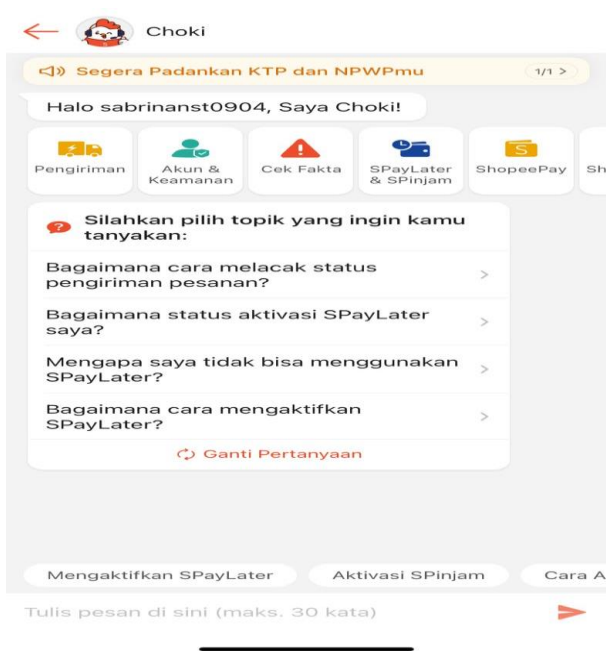 Choki
Segera Padankan KTP dan NPWPmu 1/1 >
Halo sabrinanst0904, Saya Choki!
Pengiriman
Akun &
Keamanan
Cek Fakta
SPayLater
& SPinjam
ShopeePay
Sh
Silahkan pilih topik yang ingin kamu
tanyakan:
Bagaimana cara melacak status
pengiriman pesanan?
Bagaimana status aktivasi SPayLater
saya?
Mengapa saya tidak bisa menggunakan
SPayLater?
Bagaimana cara mengaktifkan
SPayLater?
Ganti Pertanyaan
Mengaktifkan SPayLater
Aktivasi SPinjam
Cara A
Tulis pesan di sini (maks. 30 kata)